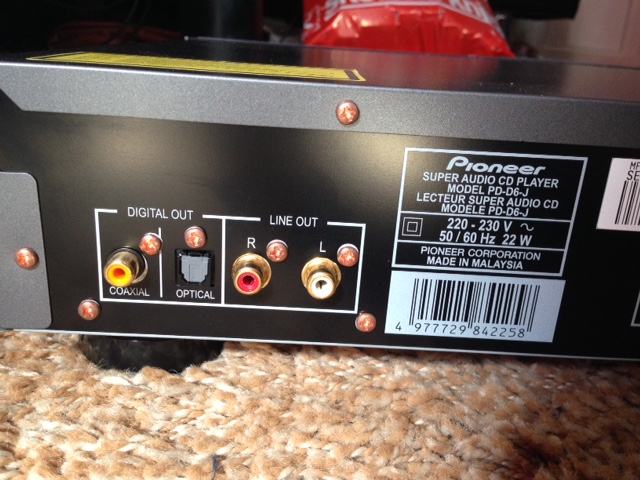 DIGITAL OUT
LINE OUT
R
L
COAXIAL
OPTICAL
Pioneer
SUPER AUDIO CD PLAYER
MODEL PD-D6-J
LECTEUR SUPER AUDIO CD
MODELE PD-D6-J
220 - 230 V ~
50 / 60 Hz 22 W
PIONEER CORPORATION
MADE IN MALAYSIA
4 977729 842258